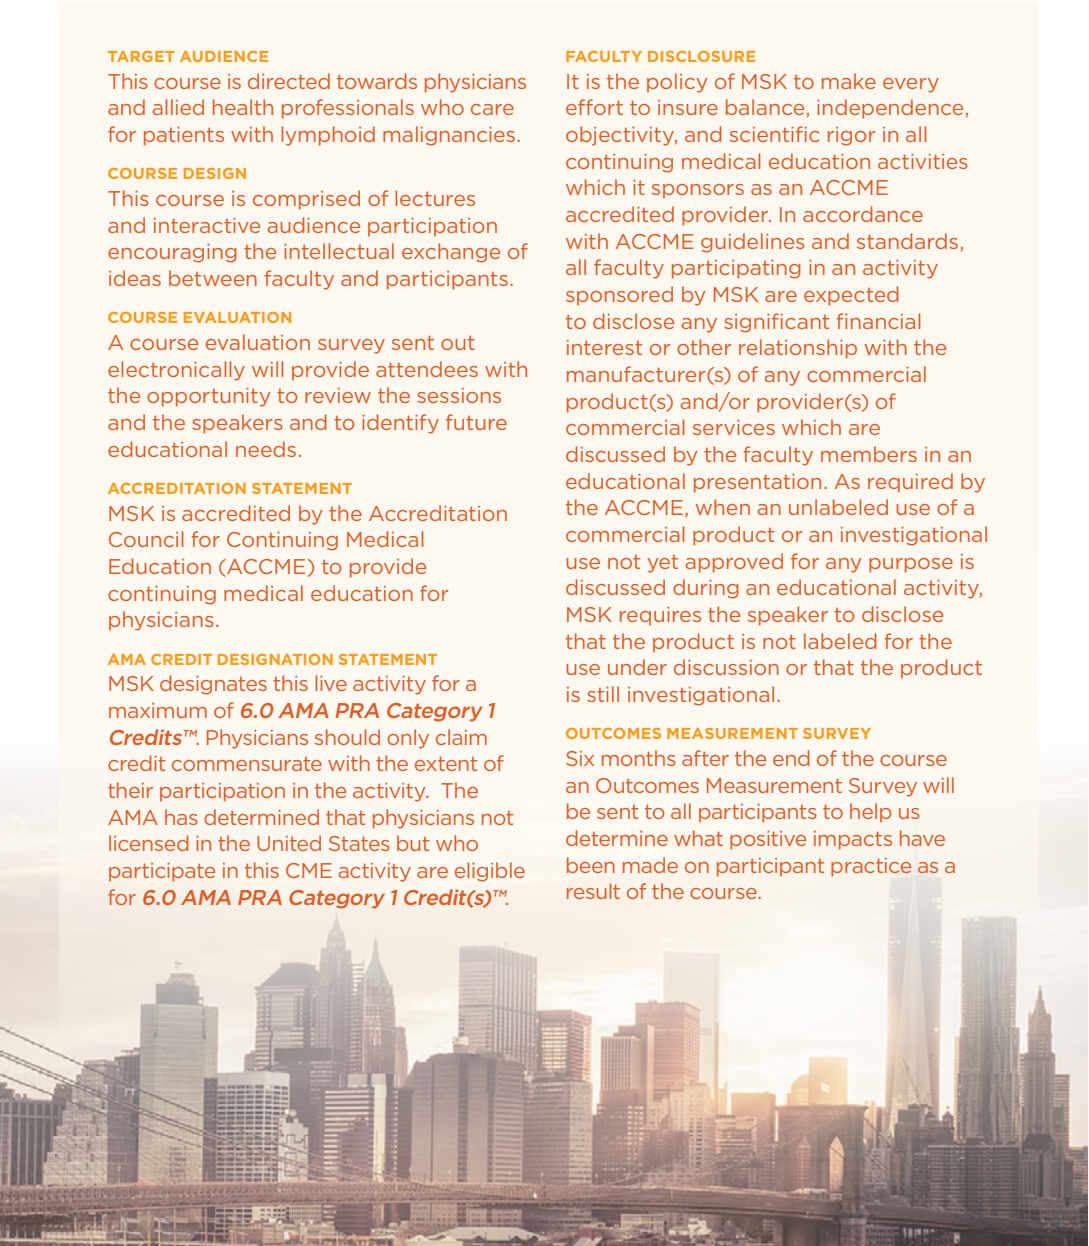 TARGET AUDIENCE
This course is directed towards physicians
and allied health professionals who care
for patients with lymphoid malignancies.
COURSE DESIGN
This course is comprised of lectures
and interactive audience participation
encouraging the intellectual exchange of
ideas between faculty and participants.
COURSE EVALUATION
A course evaluation survey sent out
electronically will provide attendees with
the opportunity to review the sessions
and the speakers and to identify future
educational needs.
ACCREDITATION STATEMENT
MSK is accredited by the Accreditation
Council for Continuing Medical
Education (ACCME) to provide
continuing medical education for
physicians.
AMA CREDIT DESIGNATION STATEMENT
MSK designates this live activity for a
maximum of 6.0 AMA PRA Category 1
Credits™. Physicians should only claim
credit commensurate with the extent of
their participation in the activity.  The
AMA has determined that physicians not
licensed in the United States but who
participate in this CME activity are eligible
for 6.0 AMA PRA Category 1 Credit(s)™.
FACULTY DISCLOSURE
It is the policy of MSK to make every
effort to insure balance, independence,
objectivity, and scientific rigor in all
continuing medical education activities
which it sponsors as an ACCME
accredited provider. In accordance
with ACCME guidelines and standards,
all faculty participating in an activity
sponsored by MSK are expected
to disclose any significant financial
interest or other relationship with the
manufacturer(s) of any commercial
product(s) and/or provider(s) of
commercial services which are
discussed by the faculty members in an
educational presentation. As required by
the ACCME, when an unlabeled use of a
commercial product or an investigational
use not yet approved for any purpose is
discussed during an educational activity,
MSK requires the speaker to disclose
that the product is not labeled for the
use under discussion or that the product
is still investigational.
OUTCOMES MEASUREMENT SURVEY
Six months after the end of the course
an Outcomes Measurement Survey will
be sent to all participants to help us
determine what positive impacts have
been made on participant practice as a
result of the course.